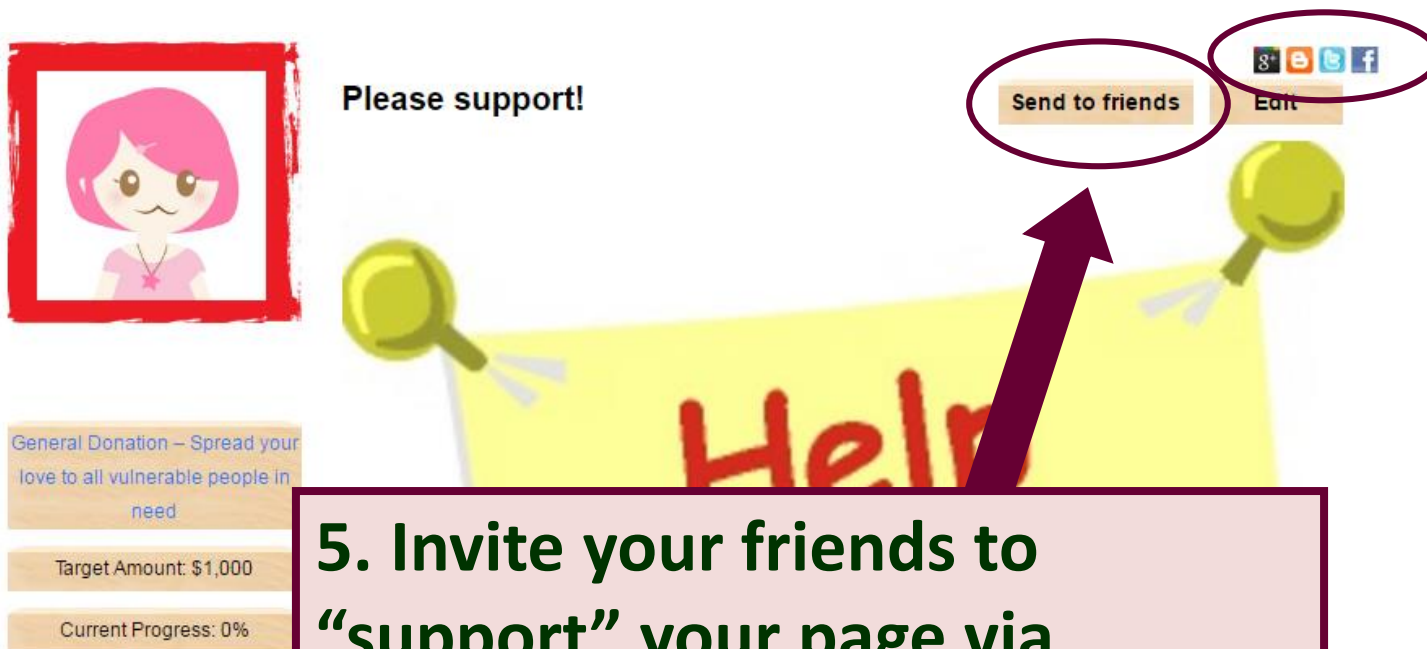 Please support!
Send to friends
Edit
Help
General Donation – Spread your
love to all vulnerable people in
need
Target Amount: $1,000
Current Progress: 0%
5. Invite your friends to
“support” your page via